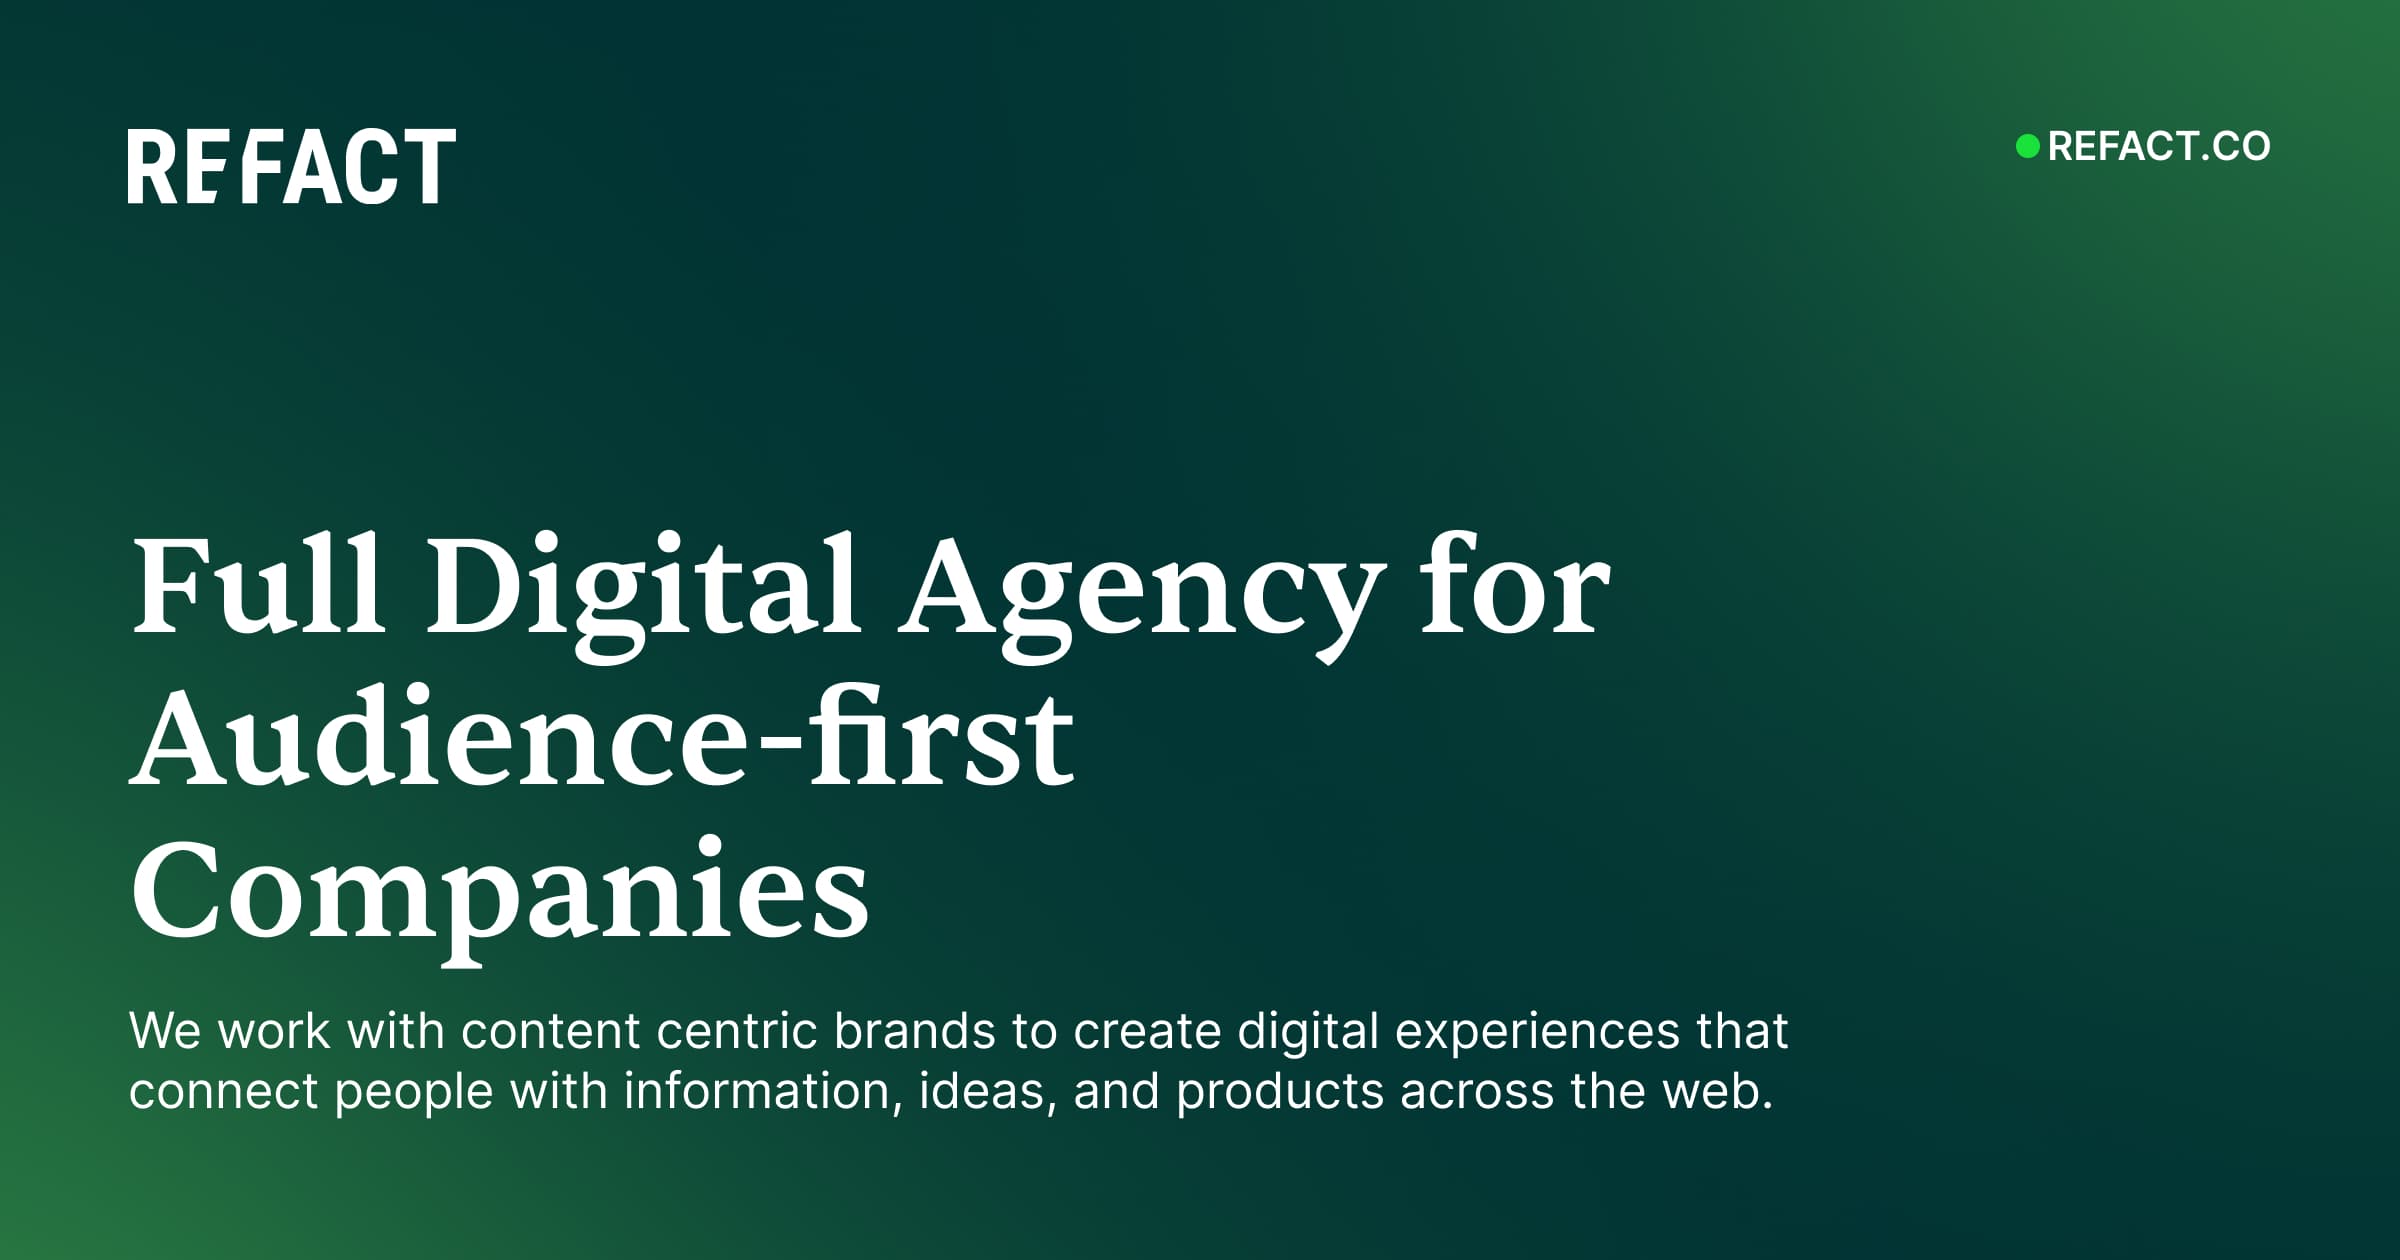 REFACT
REFACT.CO
Full Digital Agency for
Audience-first
Companies
We work with content centric brands to create digital experiences that
connect people with information, ideas, and products across the web.